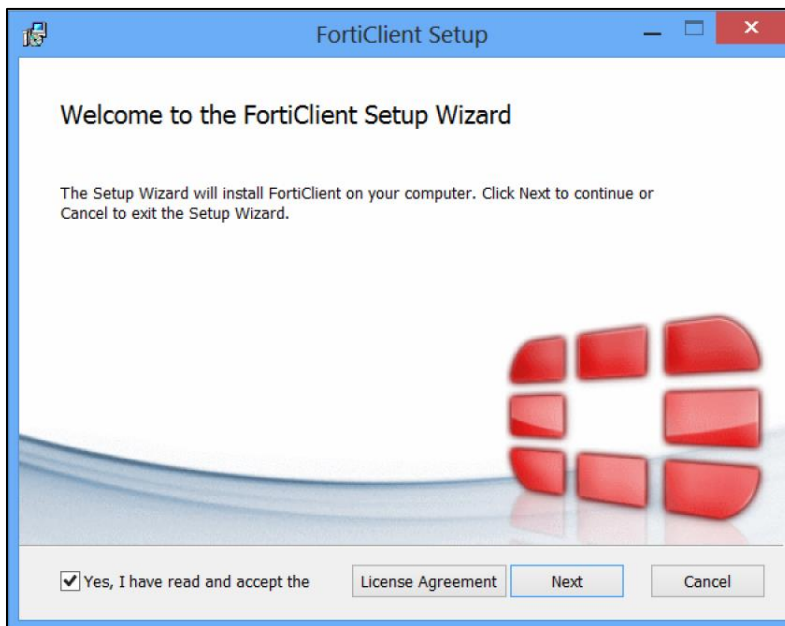 FortiClient Setup
Welcome to the FortiClient Setup Wizard
The Setup Wizard will install FortiClient on your computer. Click Next to continue or
Cancel to exit the Setup Wizard.
Yes, I have read and accept the
License Agreement
Next
Cancel